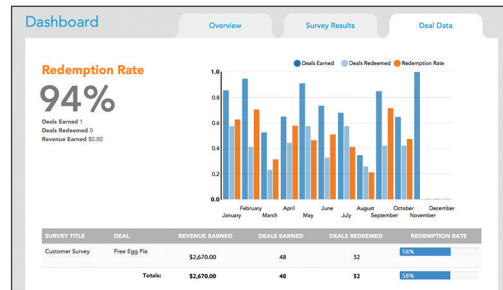 Dashboard
Overview
Survey Results
Deal Data
Redemption Rate
94%
Deals Earned 1
Deals Redeemed 0
Revenue Earned $0.00
Deals Earned Deals Redeemed Redemption Rate
1.0
0.8
0.6
0.4
0.2
0.0
February April June August October December
January March May July September November
SURVEY TITLE DEAL REVENUE EARNED DEALS EARNED DEALS REDEEMED REDEMPTION RATE
Customer Survey Free Egg Pie $2,670.00 48 32 58%
Totals: $2,670.00 48 32 58%